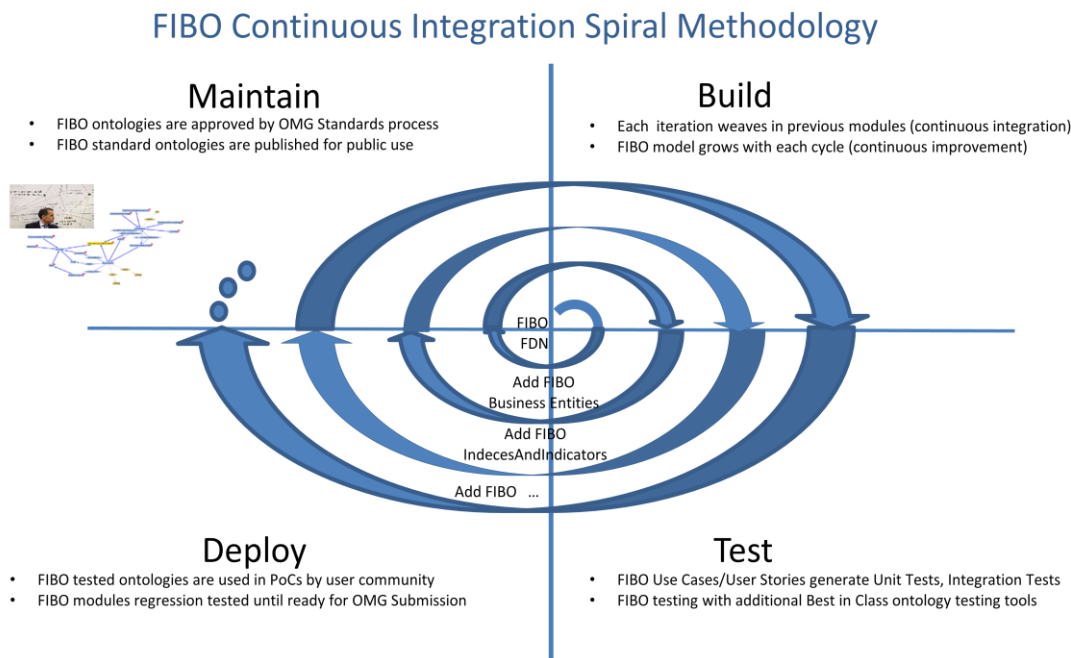 FIBO Continuous Integration Spiral Methodology
Maintain
• FIBO ontologies are approved by OMG Standards process
• FIBO standard ontologies are published for public use
Build
• Each iteration weaves in previous modules (continuous integration)
• FIBO model grows with each cycle (continuous improvement)
FIBO
FDN
Add FIBO
Business Entities
Add FIBO
IndecesAndIndicators
Add FIBO ...
Deploy
• FIBO tested ontologies are used in PoCs by user community
• FIBO modules regression tested until ready for OMG Submission
Test
• FIBO Use Cases/User Stories generate Unit Tests, Integration Tests
• FIBO testing with additional Best in Class ontology testing tools